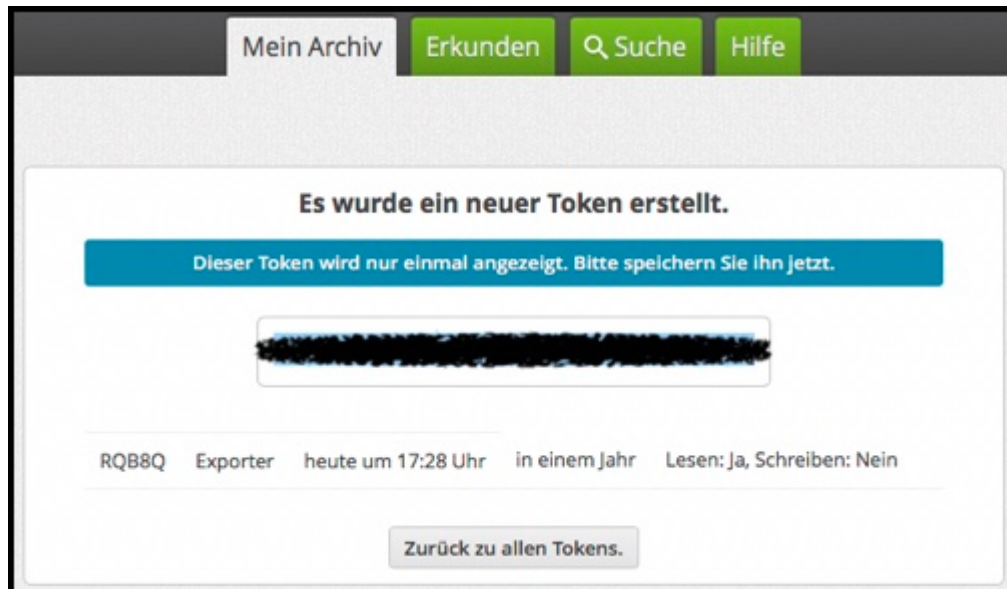 Mein Archiv Erkunden Suche Hilfe
Es wurde ein neuer Token erstellt.
Dieser Token wird nur einmal angezeigt. Bitte speichern Sie ihn jetzt.
RQB8Q Exporter heute um 17:28 Uhr in einem Jahr Lesen: Ja, Schreiben: Nein
Zurück zu allen Tokens.